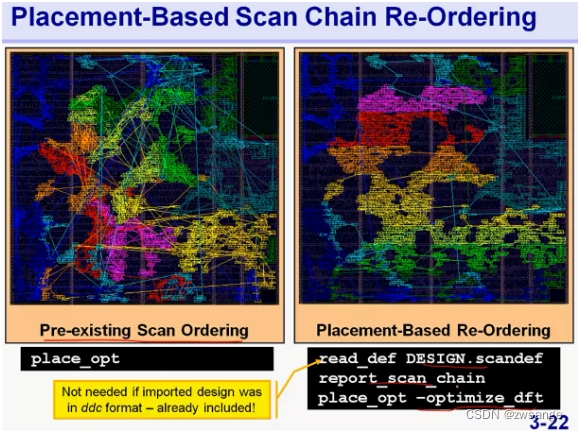 Placement-Based Scan Chain Re-Ordering
Pre-existing Scan Ordering
Placement-Based Re-Ordering
place_opt
read_def DESIGN.scandef
report_scan_chain
place_opt –optimize_dft
Not needed if imported design was
in ddc format – already included!
CSDN @zwsanqe
3-22